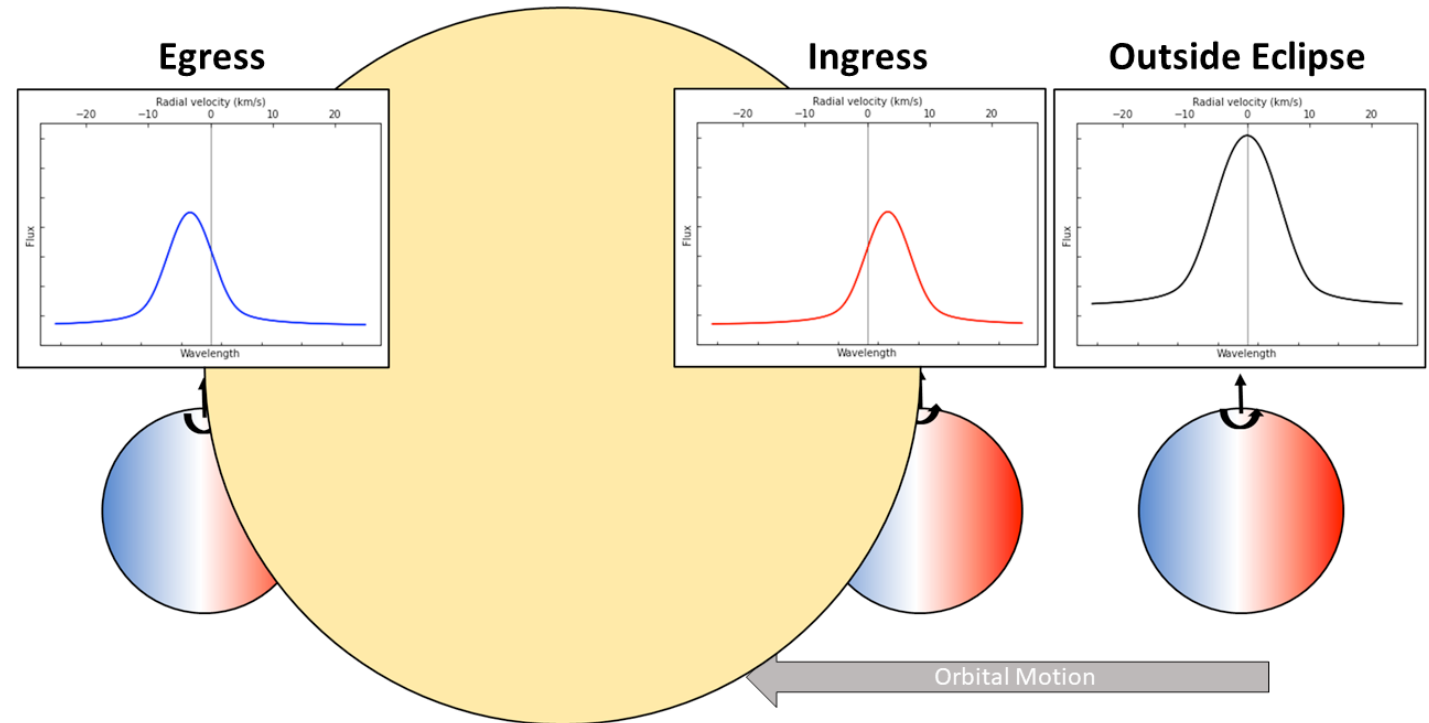 Egress
Ingress
Outside Eclipse
Radial velocity (km/s)
−20 −10 0 10 20
Flux
Wavelength
Radial velocity (km/s)
−20 −10 0 10 20
Flux
Wavelength
Radial velocity (km/s)
−20 −10 0 10 20
Flux
Wavelength
Orbital Motion